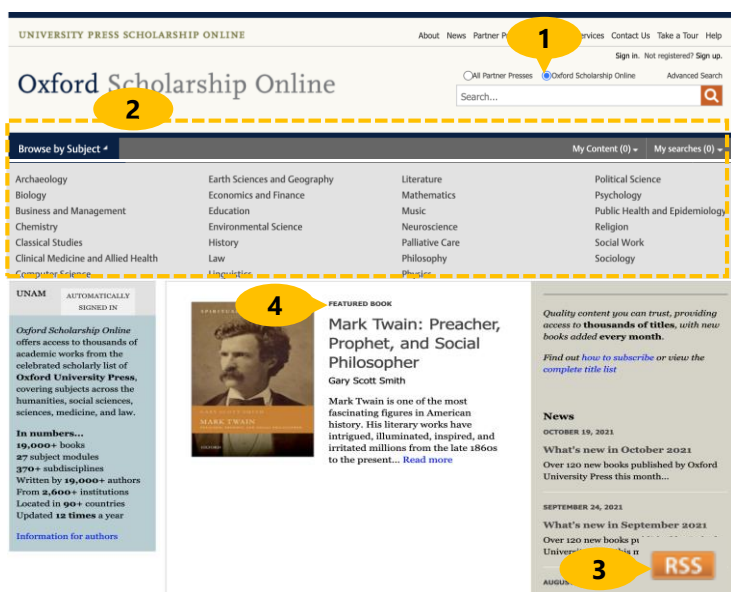 UNIVERSITY PRESS SCHOLARSHIP ONLINE
About News Partner ervices Contact Us Take a Tour Help
1
Sign in. Not registered? Sign up.
Oxford Scholarship Online
All Partner Presses Oxford Scholarship Online Advanced Search
Search...
2
Browse by Subject
My Content (0) My searches (0)
Archaeology Earth Sciences and Geography Literature Political Science
Biology Economics and Finance Mathematics Psychology
Business and Management Education Music Public Health and Epidemiology
Chemistry Environmental Science Neuroscience Religion
Classical Studies History Palliative Care Social Work
Clinical Medicine and Allied Health Law Philosophy Sociology
Computer Science Linguistics Physics
UNAM
AUTOMATICALLY
SIGNED IN
Oxford Scholarship Online
offers access to thousands of
academic works from the
celebrated scholarly list of
Oxford University Press,
covering subjects across the
humanities, social sciences,
sciences, medicine, and law.
In numbers...
19,000+ books
27 subject modules
370+ subdisciplines
Written by 19,000+ authors
From 2,600+ institutions
Located in 90+ countries
Updated 12 times a year
Information for authors
4
MARK TWAIN
FEATURED BOOK
Mark Twain: Preacher,
Prophet, and Social
Philosopher
Gary Scott Smith
Mark Twain is one of the most
fascinating figures in American
history. His literary works have
intrigued, illuminated, inspired, and
irritated millions from the late 1860s
to the present... Read more
Quality content you can trust, providing
access to thousands of titles, with new
books added every month.
Find out how to subscribe or view the
complete title list
News
OCTOBER 19, 2021
What's new in October 2021
Over 120 new books published by Oxford
University Press this month...
SEPTEMBER 24, 2021
What's new in September 2021
Over 120 new books
3
RSS